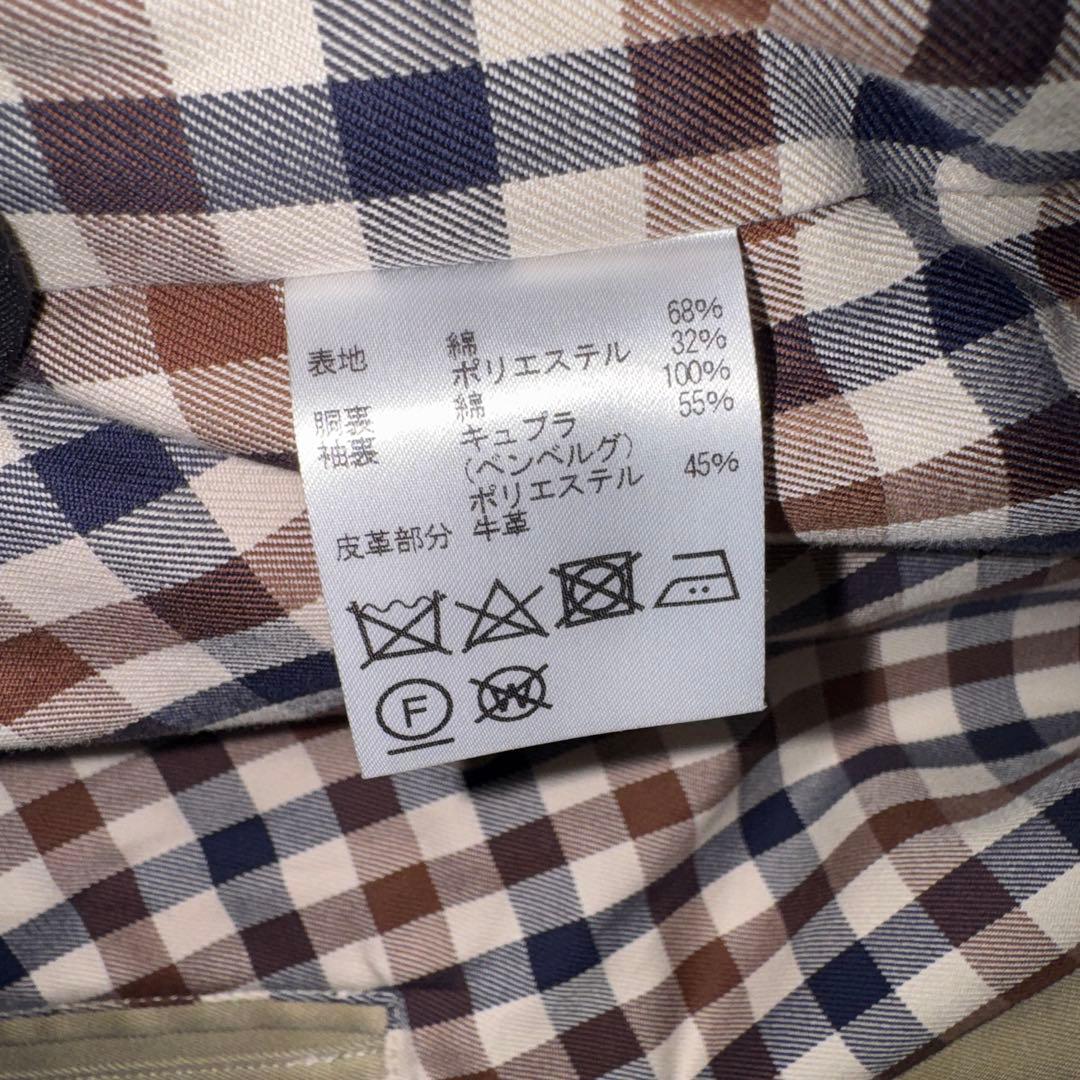 表地 綿 68%
ポリエステル 32%
胴裏 綿 100%
袖裏 キュプラ 55%
(ベンベルグ)
ポリエステル 45%
皮革部分 牛革
F W